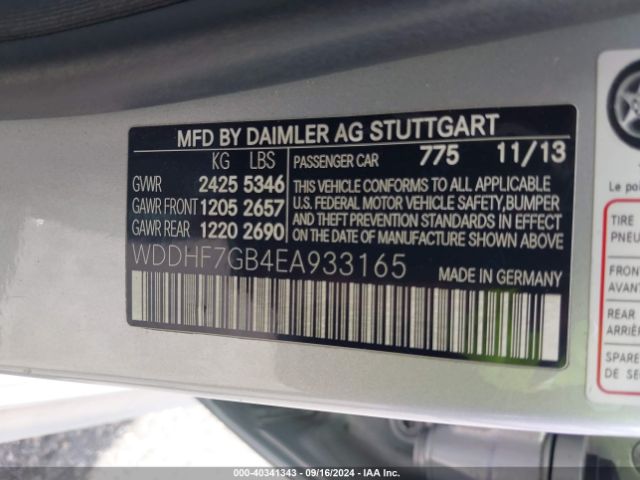 MFD BY DAIMLER AG STUTTGART
KG LBS PASSENGER CAR 775 11/13
GVWR 2425 5346
GAWR FRONT 1205 2657
GAWR REAR 1220 2690
THIS VEHICLE CONFORMS TO ALL APPLICABLE
U.S. FEDERAL MOTOR VEHICLE SAFETY, BUMPER
AND THEFT PREVENTION STANDARDS IN EFFECT
ON THE DATE OF MANUFACTURE SHOWN ABOVE.
WDDHF7GB4EA933165
MADE IN GERMANY
Le po
TIRE
PNEU
FRONT
AVANT
REAR
ARRIÈR
SPARE
DE SE
000-40341343 - 09/16/2024 - IAA Inc.